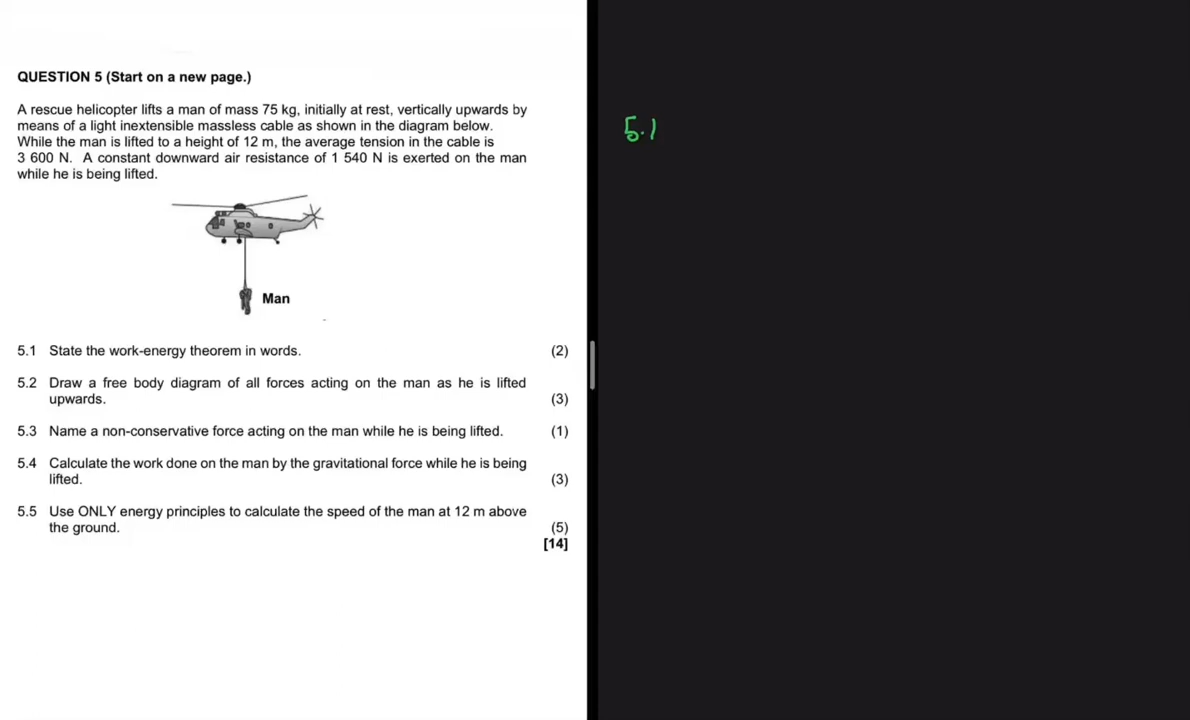 QUESTION 5 (Start on a new page.)
A rescue helicopter lifts a man of mass 75 kg, initially at rest, vertically upwards by
means of a light inextensible massless cable as shown in the diagram below.
While the man is lifted to a height of 12 m, the average tension in the cable is
3 600 N. A constant downward air resistance of 1 540 N is exerted on the man
while he is being lifted.
Man
5.1 State the work-energy theorem in words. (2)
5.2 Draw a free body diagram of all forces acting on the man as he is lifted
upwards. (3)
5.3 Name a non-conservative force acting on the man while he is being lifted. (1)
5.4 Calculate the work done on the man by the gravitational force while he is being
lifted. (3)
5.5 Use ONLY energy principles to calculate the speed of the man at 12 m above
the ground. (5)
[14]
5.1